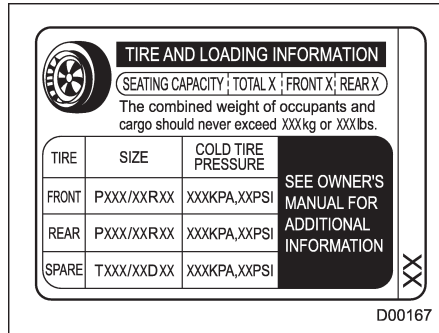 TIRE AND LOADING INFORMATION
SEATING CAPACITY TOTAL X FRONT X REAR X
The combined weight of occupants and
cargo should never exceed XXXkg or XXXlbs.
TIRE SIZE COLD TIRE PRESSURE
FRONT PXXX/XXRXX XXXKPA,XXPSI
REAR PXXX/XXRXX XXXKPA,XXPSI
SPARE TXXX/XXDXX XXXKPA,XXPSI
SEE OWNER'S
MANUAL FOR
ADDITIONAL
INFORMATION
XX
D00167